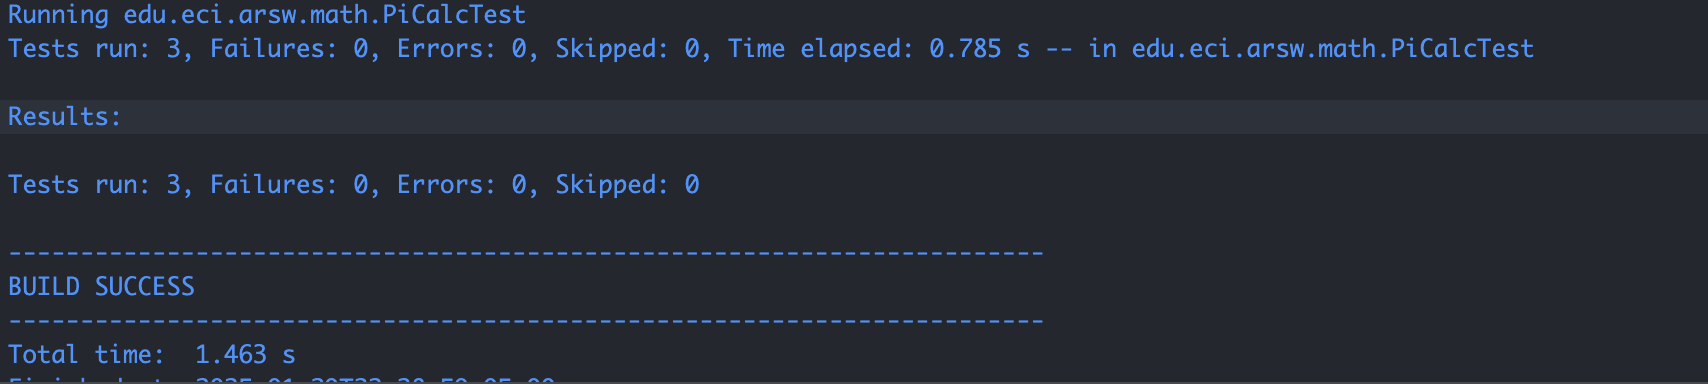 Running edu.eci.arsw.math.PiCalcTest
Tests run: 3, Failures: 0, Errors: 0, Skipped: 0, Time elapsed: 0.785 s -- in edu.eci.arsw.math.PiCalcTest
Results:
Tests run: 3, Failures: 0, Errors: 0, Skipped: 0
------------------------------------------------------------------------
BUILD SUCCESS
------------------------------------------------------------------------
Total time:  1.463 s